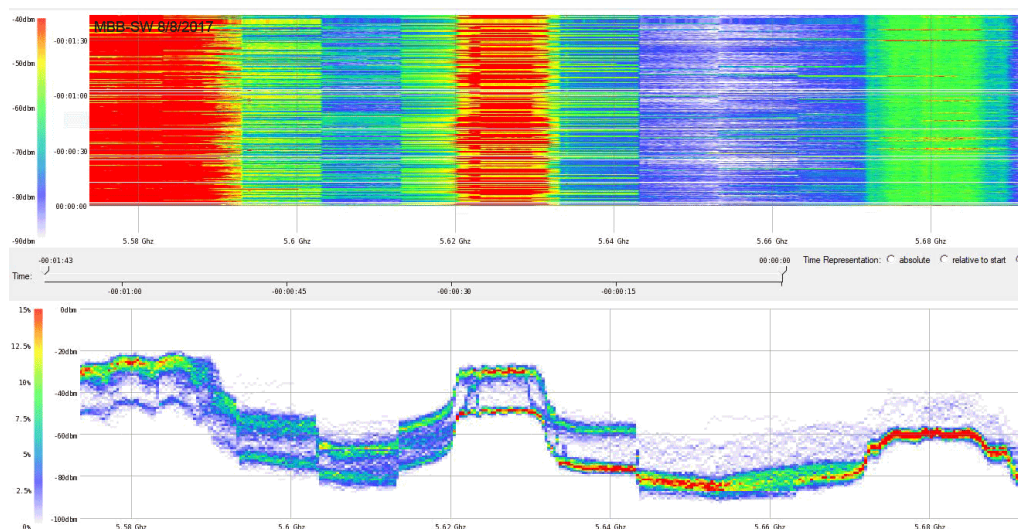 -40dbm
MBB-SW 8/8/2017
-00:01:30
-50dbm
-60dbm
-00:01:00
-70dbm
-00:00:30
-80dbm
00:00:00
-90dbm
5.58 Ghz 5.6 Ghz 5.62 Ghz 5.64 Ghz 5.66 Ghz 5.68 Ghz
-00:01:43 00:00:00 Time Representation: absolute relative to start
Time:
-00:01:00 -00:00:45 -00:00:30 -00:00:15
15% 0dbm
12.5% -20dbm
10% -40dbm
7.5%
-60dbm
5%
2.5% -80dbm
0% -100dbm
5.58 Ghz 5.6 Ghz 5.62 Ghz 5.64 Ghz 5.66 Ghz 5.68 Ghz